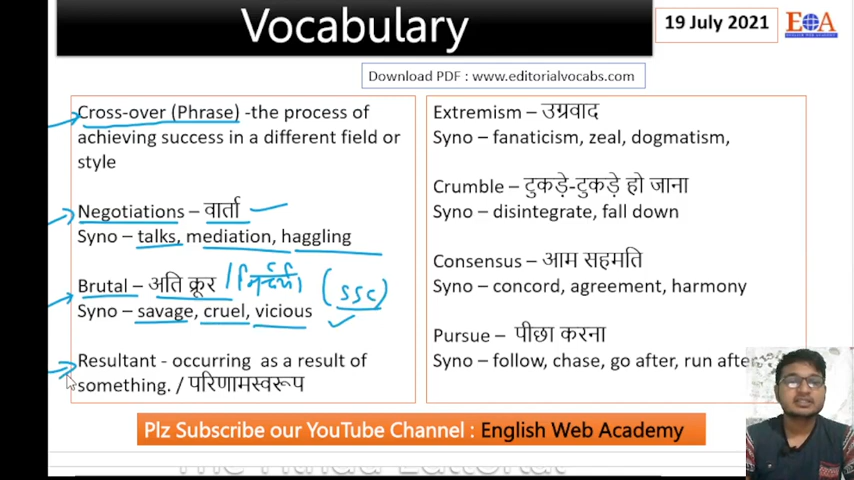 Vocabulary
19 July 2021
EOA
Download PDF : www.editorialvocabs.com
Cross-over (Phrase) -the process of
achieving success in a different field or
style
Negotiations – वार्ता
Syno – talks, mediation, haggling
Brutal – अति क्रूर / निर्दयी (SSC)
Syno – savage, cruel, vicious
Resultant - occurring as a result of
something. / परिणामस्वरूप
Extremism – उग्रवाद
Syno – fanaticism, zeal, dogmatism,
Crumble – टुकड़े-टुकड़े हो जाना
Syno – disintegrate, fall down
Consensus – आम सहमति
Syno – concord, agreement, harmony
Pursue – पीछा करना
Syno – follow, chase, go after, run after
Plz Subscribe our YouTube Channel : English Web Academy
The Hindu Editorial